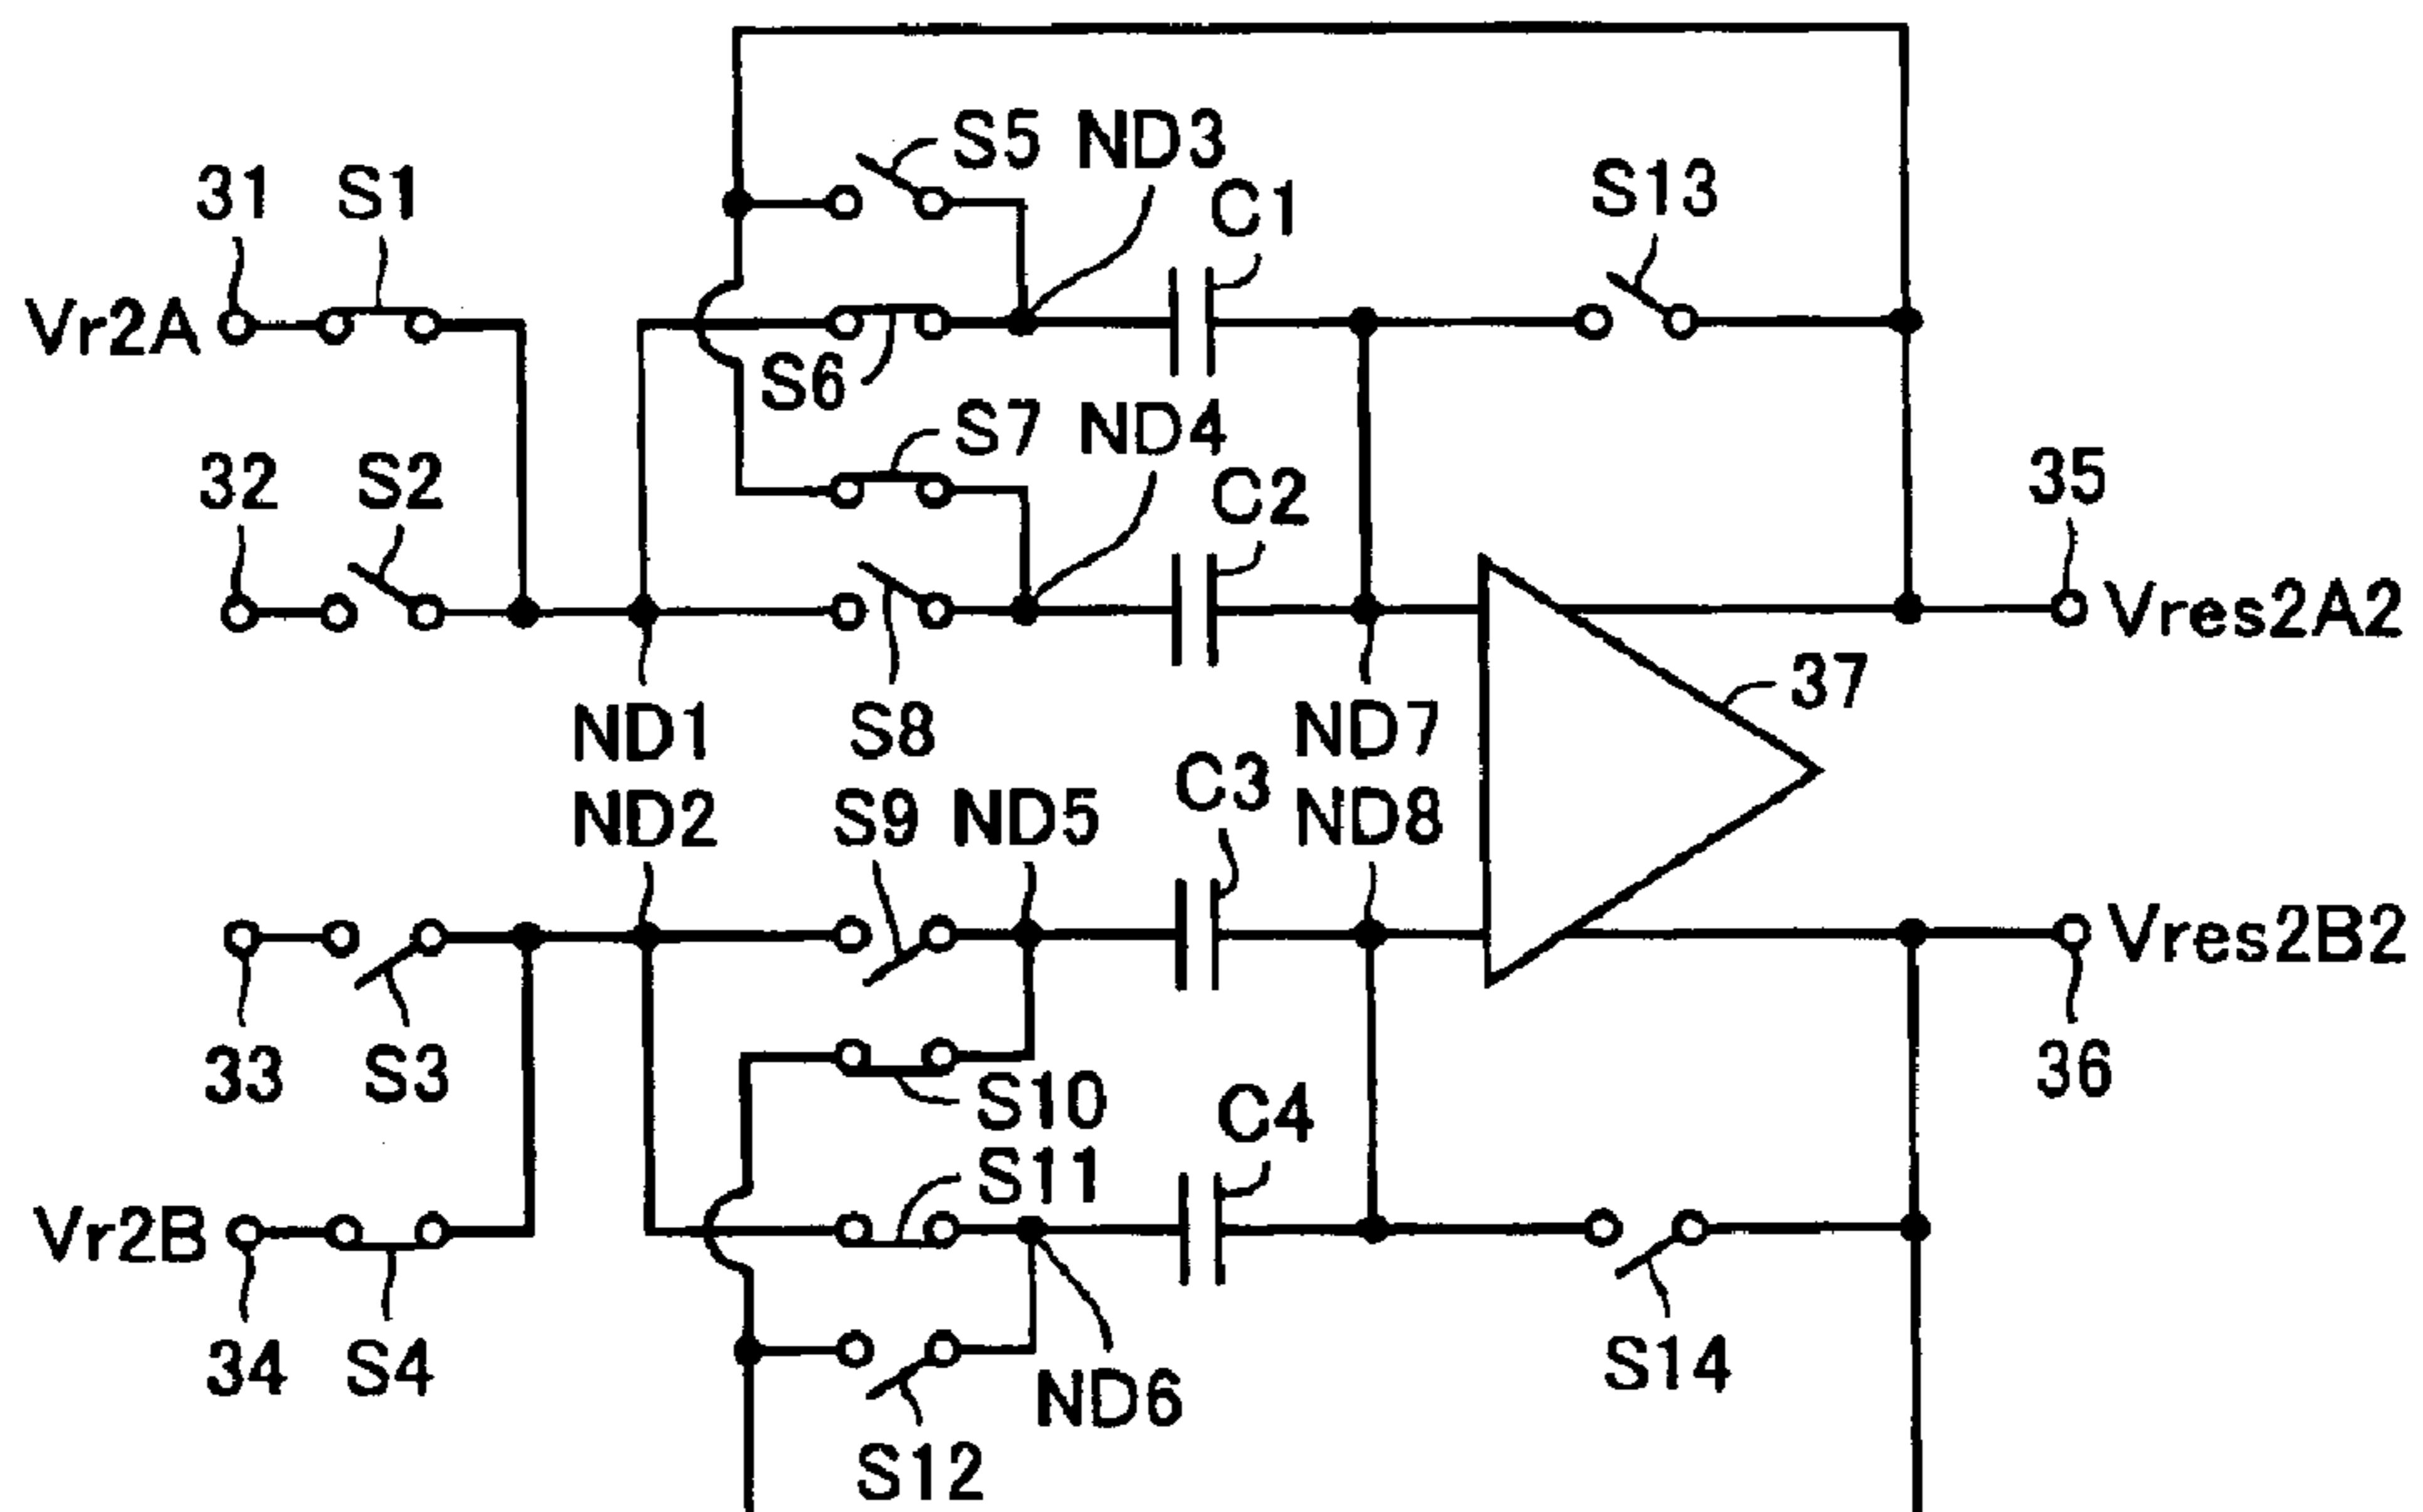 S5 ND3
31 S1 C1 S13
Vr2A
S6
S7 ND4
32 S2 C2 35
Vres2A2
37
ND1 S8 ND7
C3
ND2 S9 ND5 ND8
Vres2B2
33 S3 S10 36
C4
S11
Vr2B
34 S4 ND6 S14
S12